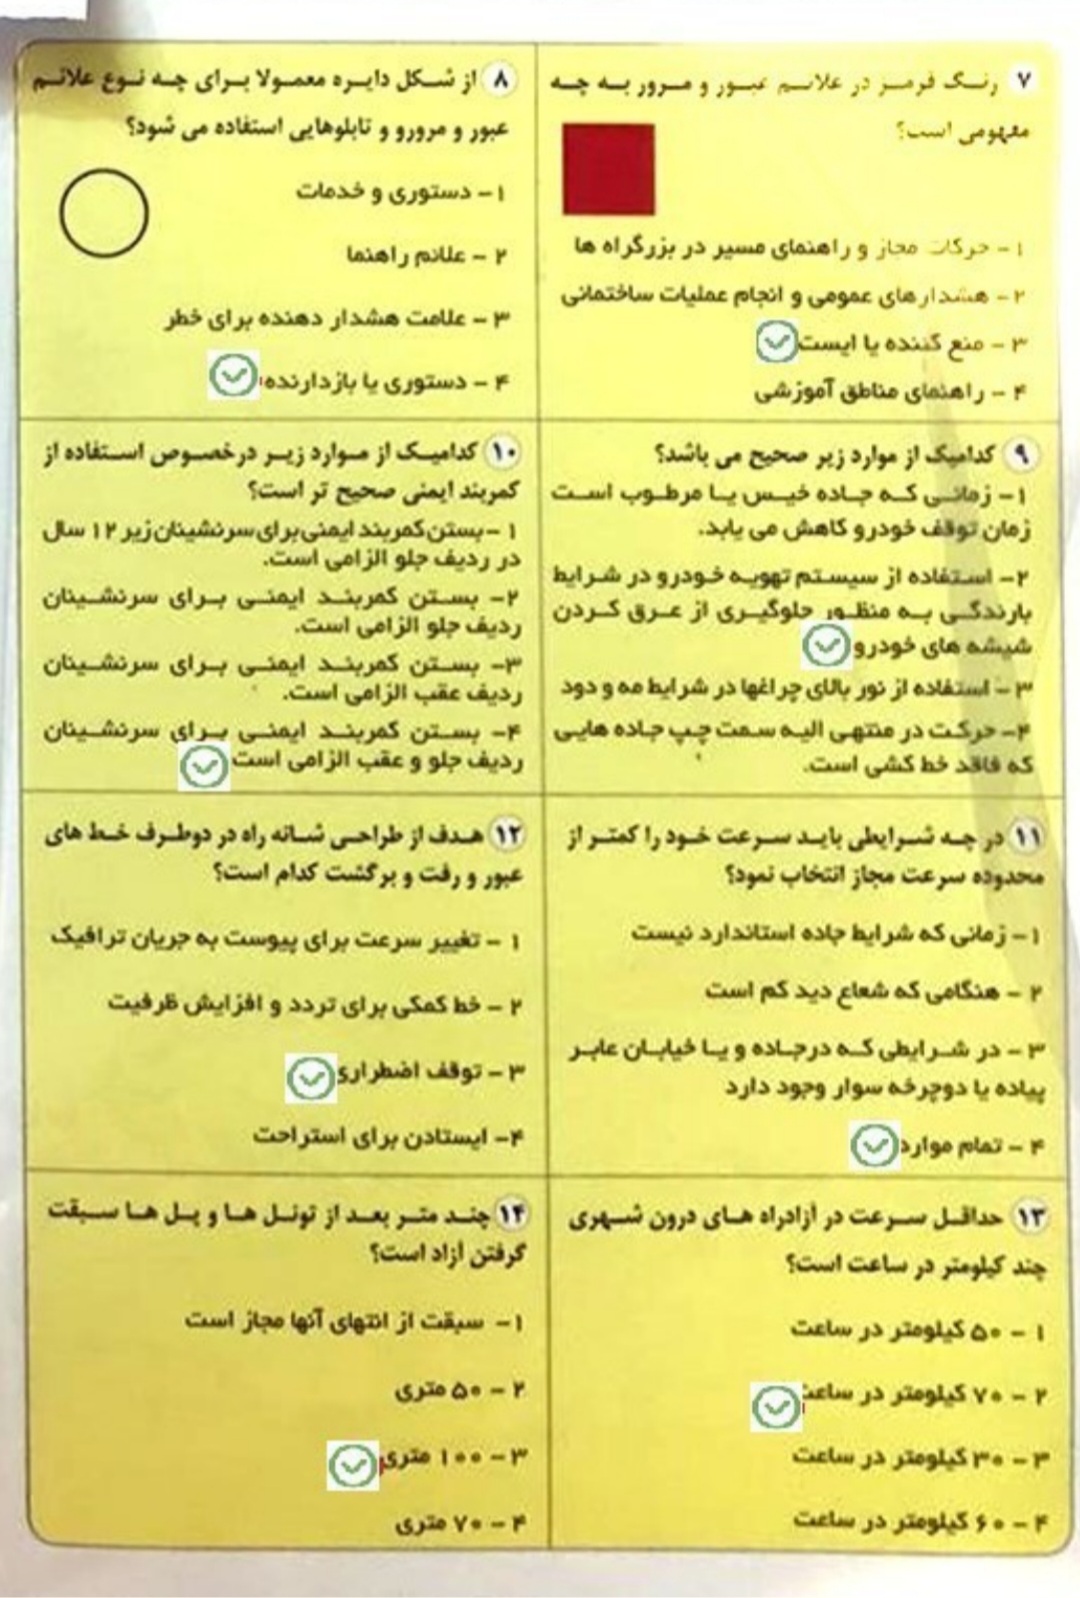 ۷ رنگ قرمز در علائم عبور و مرور به چه
مفهومی است؟
۱- حرکات مجاز و راهنمای مسیر در بزرگراه ها
۲- هشدارهای عمومی و انجام عملیات ساختمانی
۳- منع کننده یا ایست
۴- راهنمای مناطق آموزشی
۸ از شکل دایره معمولا برای چه نوع علائم
عبور و مرورو و تابلوهایی استفاده می شود؟
۱- دستوری و خدمات
۲- علائم راهنما
۳- علامت هشدار دهنده برای خطر
۴- دستوری یا بازدارنده
۹ کدامیک از موارد زیر صحیح می باشد؟
۱- زمانی که جاده خیس یا مرطوب است
زمان توقف خودرو کاهش می یابد.
۲- استفاده از سیستم تهویه خودرو در شرایط
بارندگی به منظور جلوگیری از عرق کردن
شیشه های خودرو
۳- استفاده از نور بالای چراغها در شرایط مه و دود
۴- حرکت در منتهی الیه سمت چپ جاده هایی
که فاقد خط کشی است.
۱۰ کدامیک از موارد زیر درخصوص استفاده از
کمربند ایمنی صحیح تر است؟
۱- بستن کمربند ایمنی برای سرنشینان زیر ۱۲ سال
در ردیف جلو الزامی است.
۲- بستن کمربند ایمنی برای سرنشینان
ردیف جلو الزامی است.
۳- بستن کمربند ایمنی برای سرنشینان
ردیف عقب الزامی است.
۴- بستن کمربند ایمنی برای سرنشینان
ردیف جلو و عقب الزامی است
۱۱ در چه شرایطی باید سرعت خود را کمتر از
محدوده سرعت مجاز انتخاب نمود؟
۱- زمانی که شرایط جاده استاندارد نیست
۲- هنگامی که شعاع دید کم است
۳- در شرایطی که درجاده و یا خیابان عابر
پیاده یا دوچرخه سوار وجود دارد
۴- تمام موارد
۱۲ هدف از طراحی شانه راه در دوطرف خط های
عبور و رفت و برگشت کدام است؟
۱- تغییر سرعت برای پیوست به جریان ترافیک
۲- خط کمکی برای تردد و افزایش ظرفیت
۳- توقف اضطراری
۴- ایستادن برای استراحت
۱۳ حداقل سرعت در آزادراه های درون شهری
چند کیلومتر در ساعت است؟
۱- ۵۰ کیلومتر در ساعت
۲- ۷۰ کیلومتر در ساعت
۳- ۳۰ کیلومتر در ساعت
۴- ۶۰ کیلومتر در ساعت
۱۴ چند متر بعد از تونل ها و پل ها سبقت
گرفتن آزاد است؟
۱- سبقت از انتهای آنها مجاز است
۲- ۵۰ متری
۳- ۱۰۰ متری
۴- ۷۰ متری